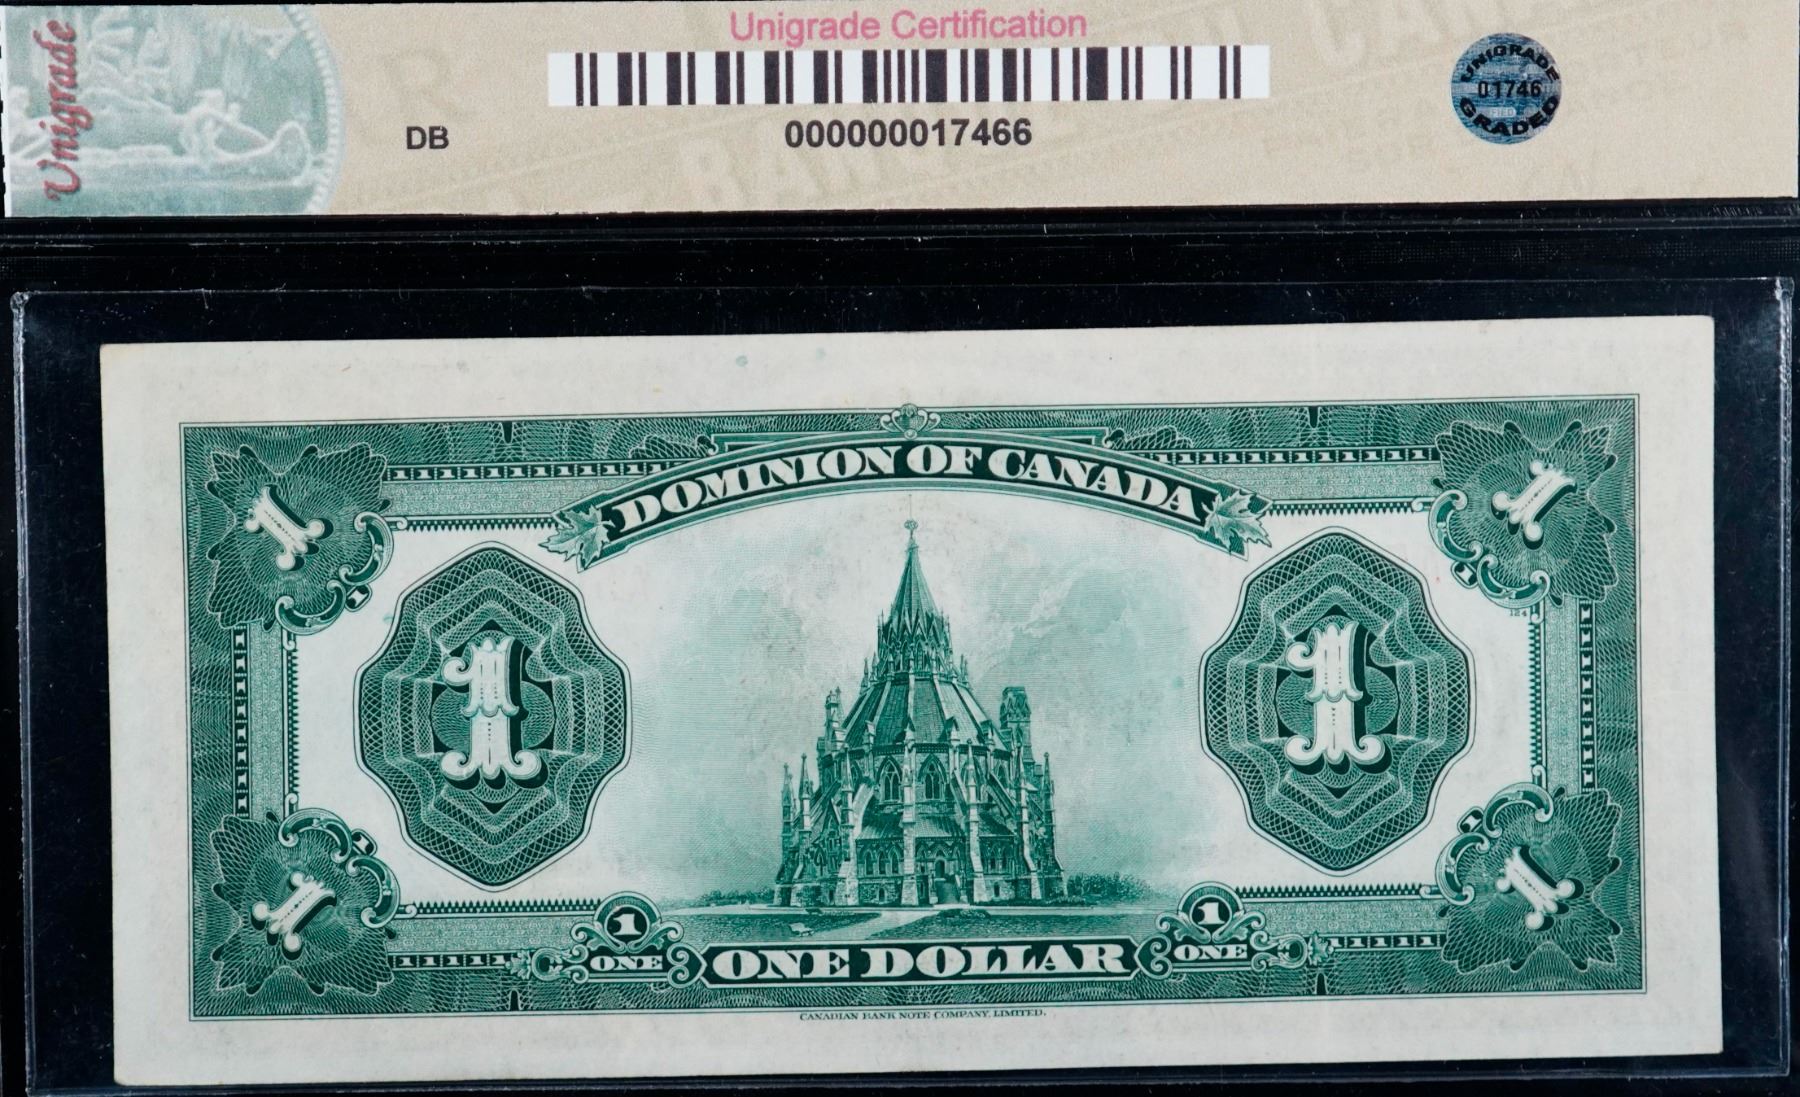 Unigrade Certification
Unigrade
DB
000000017466
UNIGRADE
01746
GRADED
DOMINION OF CANADA
1 1
1 1
124
1 1
1 1
ONE ONE DOLLAR ONE
CANADIAN BANK NOTE COMPANY, LIMITED.